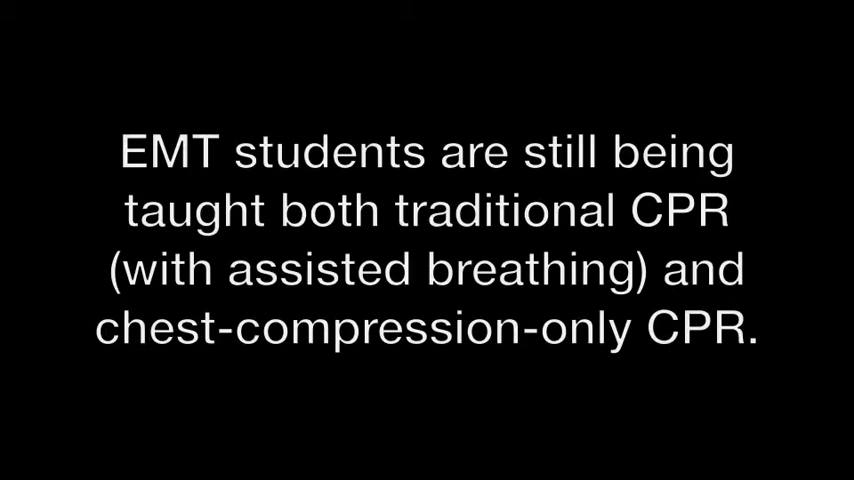 EMT students are still being
taught both traditional CPR
(with assisted breathing) and
chest-compression-only CPR.